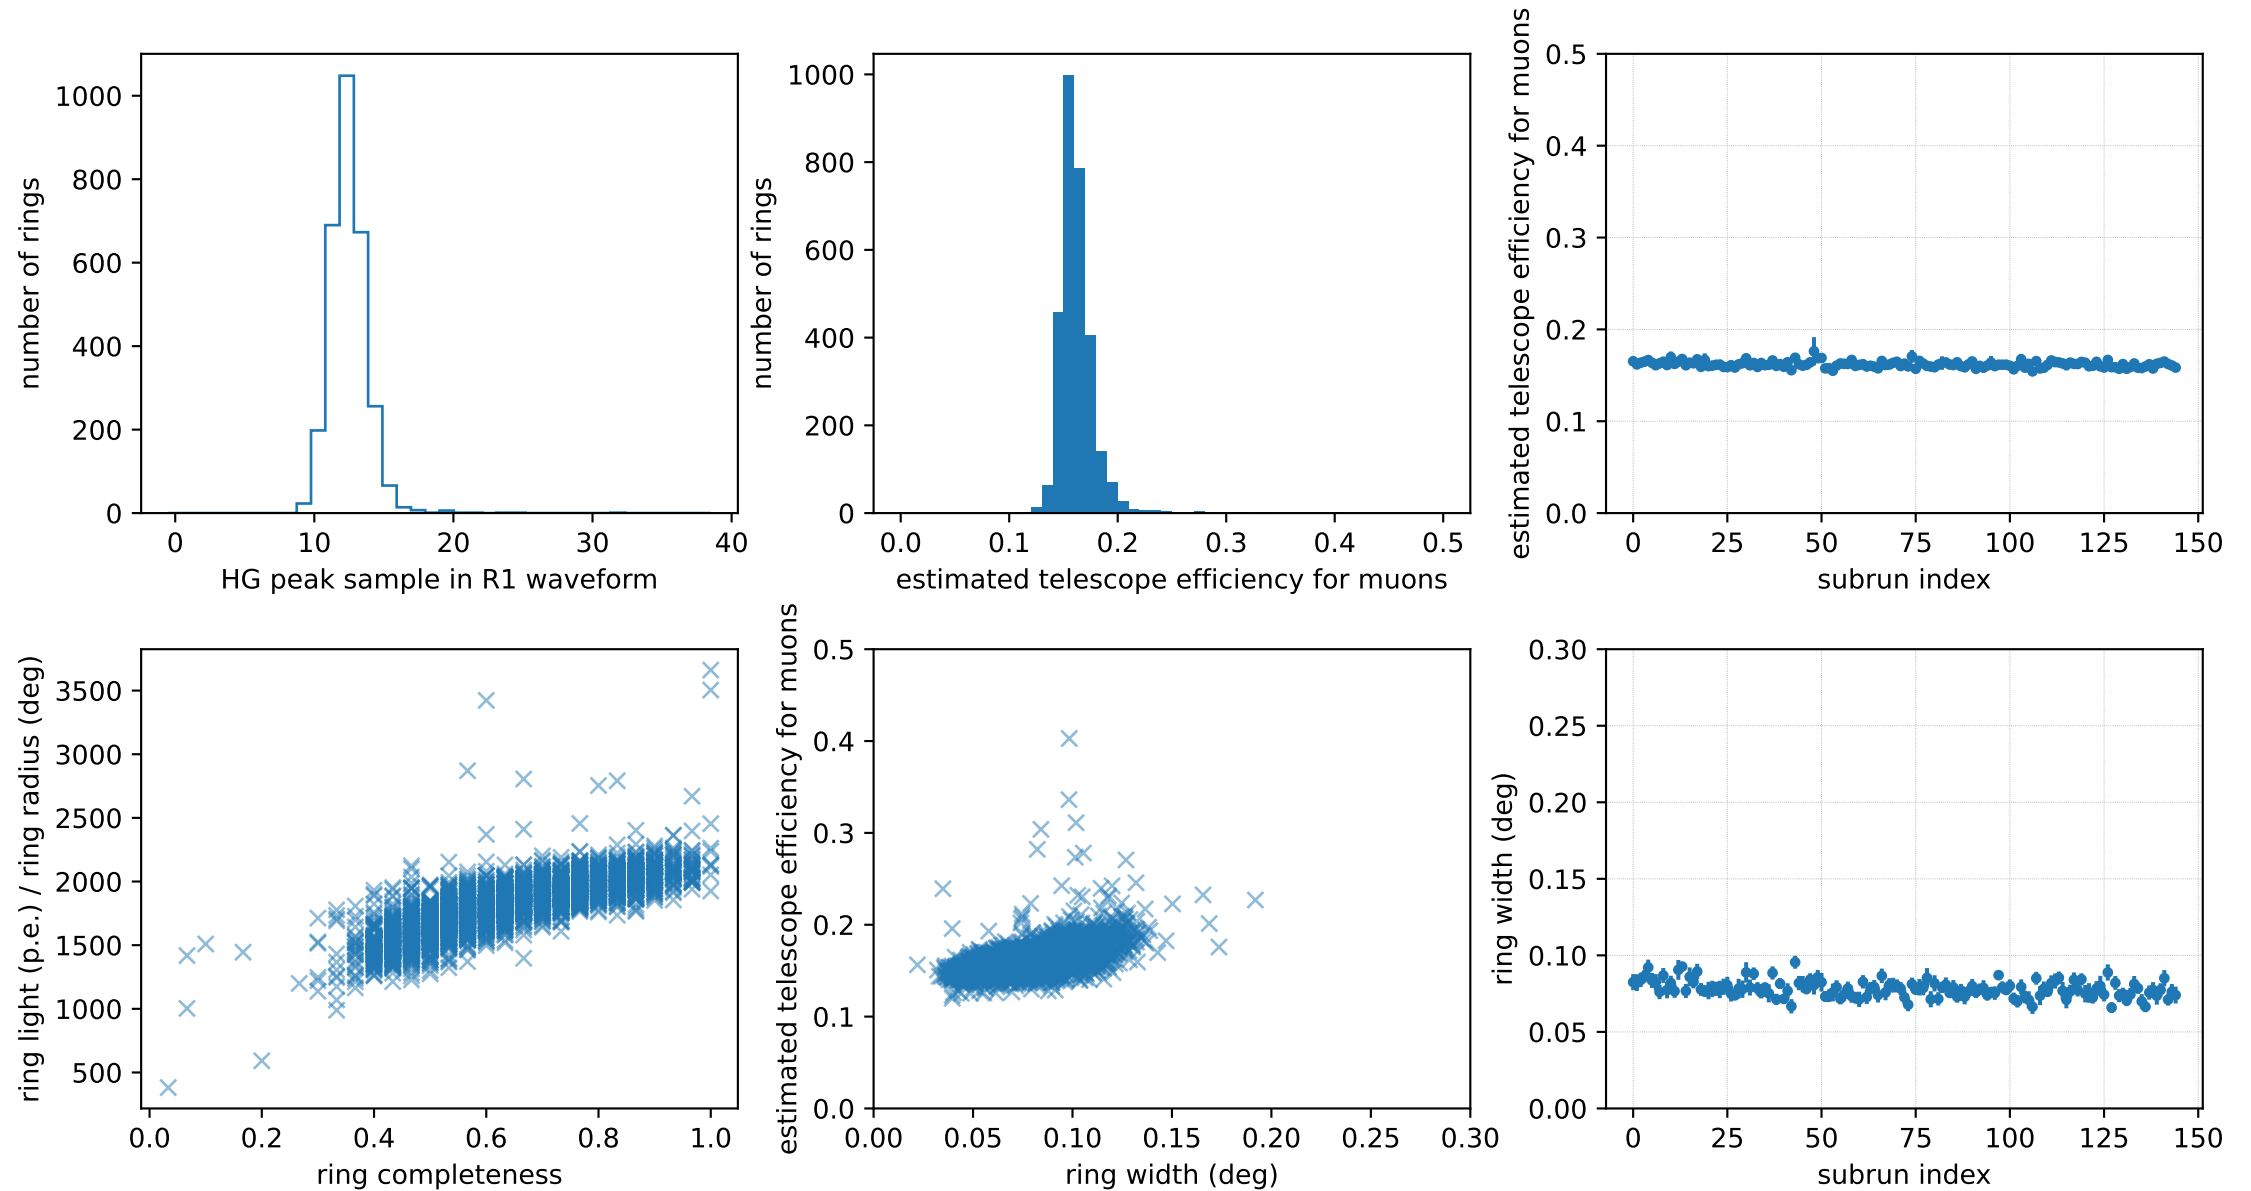 number of rings
1000
800
600
400
200
0
0 10 20 30 40
HG peak sample in R1 waveform
number of rings
1000
800
600
400
200
0
0.0 0.1 0.2 0.3 0.4 0.5
estimated telescope efficiency for muons
estimated telescope efficiency for muons
0.5
0.4
0.3
0.2
0.1
0.0
0 25 50 75 100 125 150
subrun index
ring light (p.e.) / ring radius (deg)
3500
3000
2500
2000
1500
1000
500
0.0 0.2 0.4 0.6 0.8 1.0
ring completeness
estimated telescope efficiency for muons
0.5
0.4
0.3
0.2
0.1
0.0
0.00 0.05 0.10 0.15 0.20 0.25 0.30
ring width (deg)
ring width (deg)
0.30
0.25
0.20
0.15
0.10
0.05
0.00
0 25 50 75 100 125 150
subrun index